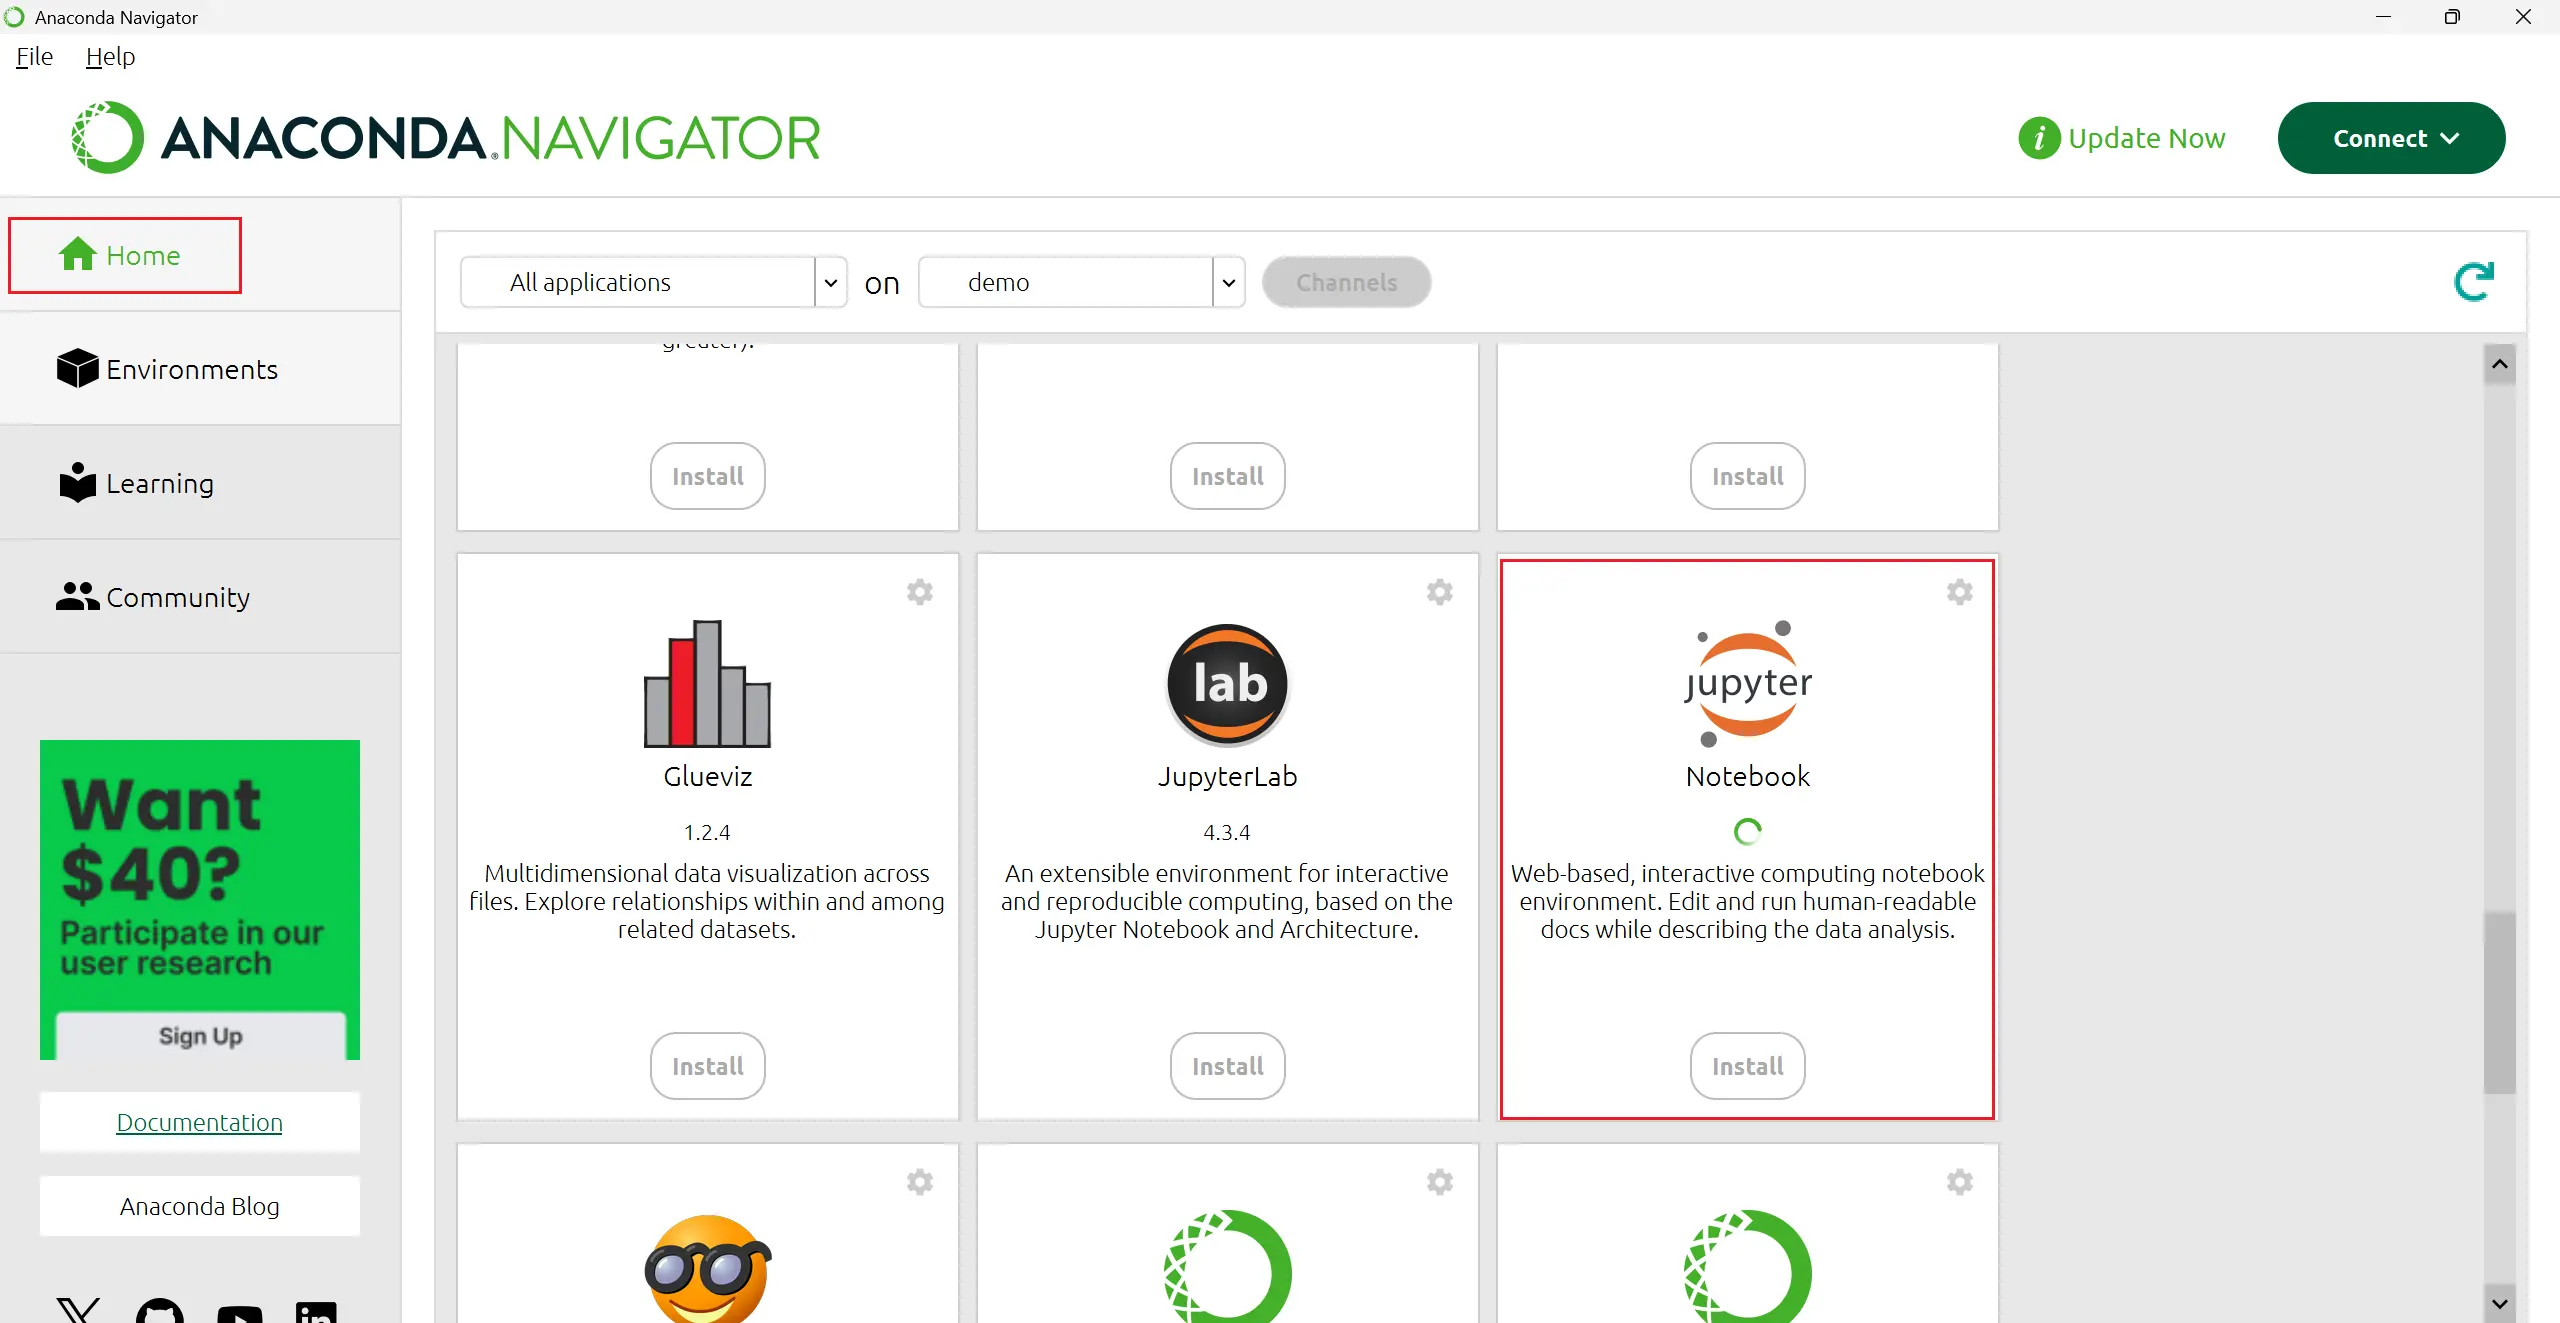 Anaconda Navigator
File Help
ANACONDA.NAVIGATOR
Update Now
Connect
Home
Environments
Learning
Community
Want
$40?
Participate in our
user research
Sign Up
Documentation
Anaconda Blog
All applications on demo Channels
greater).
Install Install Install
Glueviz
1.2.4
Multidimensional data visualization across
files. Explore relationships within and among
related datasets.
Install
lab
JupyterLab
4.3.4
An extensible environment for interactive
and reproducible computing, based on the
Jupyter Notebook and Architecture.
Install
jupyter
Notebook
Web-based, interactive computing notebook
environment. Edit and run human-readable
docs while describing the data analysis.
Install